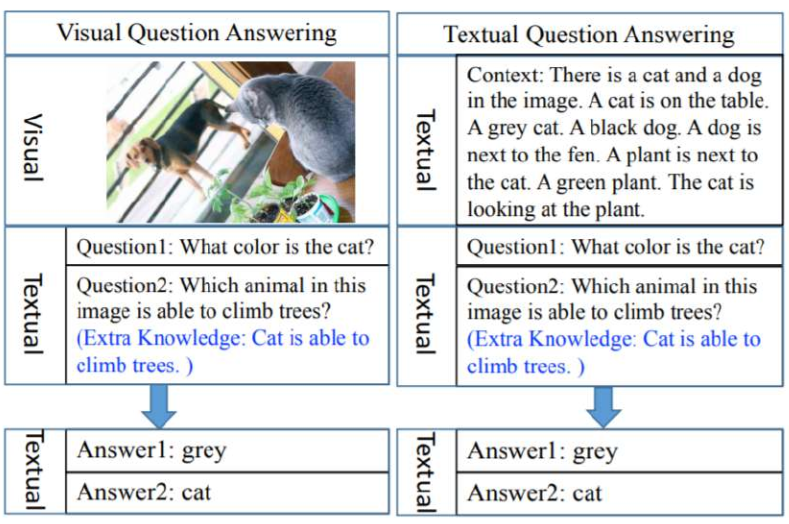 Visual Question Answering
Visual
Textual
Question1: What color is the cat?
Question2: Which animal in this
image is able to climb trees?
(Extra Knowledge: Cat is able to
climb trees. )
Textual
Answer1: grey
Answer2: cat
Textual Question Answering
Textual
Context: There is a cat and a dog
in the image. A cat is on the table.
A grey cat. A black dog. A dog is
next to the fen. A plant is next to
the cat. A green plant. The cat is
looking at the plant.
Textual
Question1: What color is the cat?
Question2: Which animal in this
image is able to climb trees?
(Extra Knowledge: Cat is able to
climb trees. )
Textual
Answer1: grey
Answer2: cat